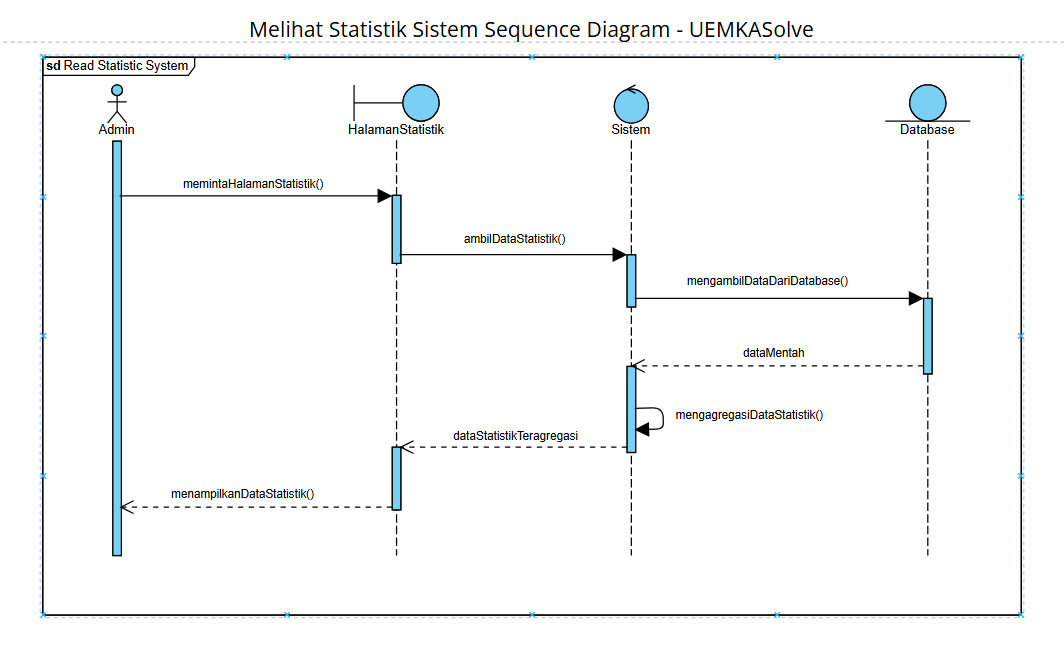 Melihat Statistik Sistem Sequence Diagram - UEMKASolve
sd Read Statistic System
Admin
HalamanStatistik
Sistem
Database
memintaHalamanStatistik()
ambilDataStatistik()
mengambilDataDariDatabase()
dataMentah
mengagregasiDataStatistik()
dataStatistikTeragregasi
menampilkanDataStatistik()